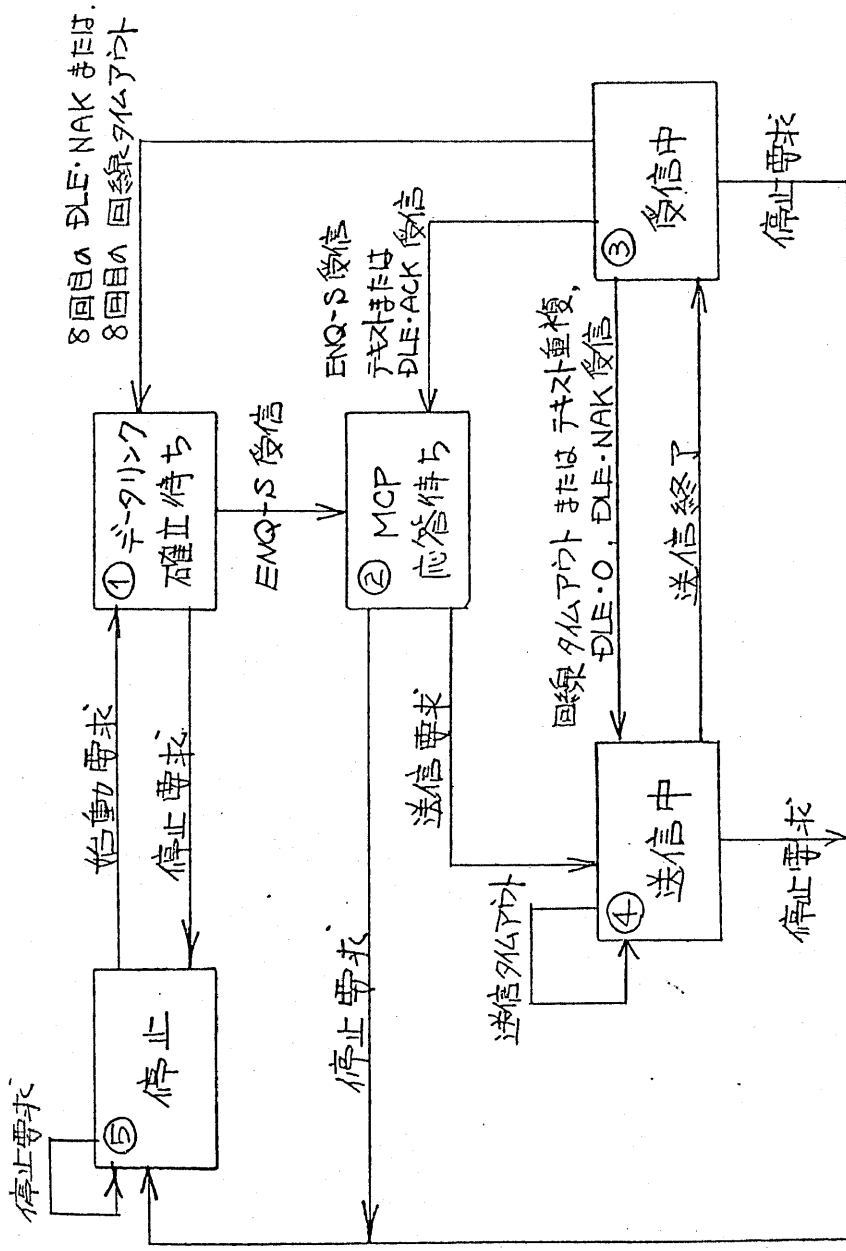 8回目の DLE・NAK または.
8回目の 回線タイムアウト
① データリンク
確立待ち
始動要求
停止要求
⑤
停止
停止要求
ENQ-S 受信
ENQ-S 受信
テキストまたは
DLE・ACK 受信
② MCP
応答待ち
停止要求
送信要求
③
受信中
停止要求
回線タイムアウト または テキスト重複,
DLE・0, DLE・NAK 受信
送信終了
④
送信中
送信タイムアウト
停止要求